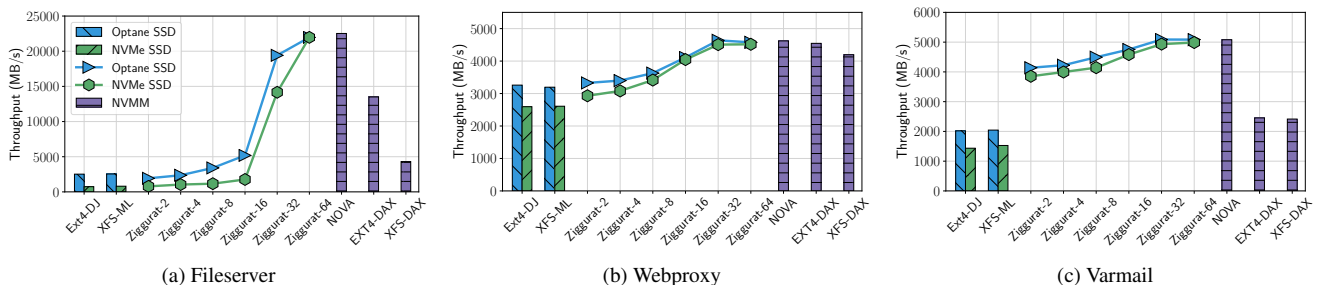 Throughput (MB/s)
25000
20000
15000
10000
5000
0
Optane SSD
NVMe SSD
Optane SSD
NVMe SSD
NVMM
Ext4-DJ
XFS-ML
Ziggurat-2
Ziggurat-4
Ziggurat-8
Ziggurat-16
Ziggurat-32
Ziggurat-64
NOVA
EXT4-DAX
XFS-DAX
(a) Fileserver
Throughput (MB/s)
5000
4000
3000
2000
1000
0
Ext4-DJ
XFS-ML
Ziggurat-2
Ziggurat-4
Ziggurat-8
Ziggurat-16
Ziggurat-32
Ziggurat-64
NOVA
EXT4-DAX
XFS-DAX
(b) Webproxy
Throughput (MB/s)
6000
5000
4000
3000
2000
1000
0
Ext4-DJ
XFS-ML
Ziggurat-2
Ziggurat-4
Ziggurat-8
Ziggurat-16
Ziggurat-32
Ziggurat-64
NOVA
EXT4-DAX
XFS-DAX
(c) Varmail